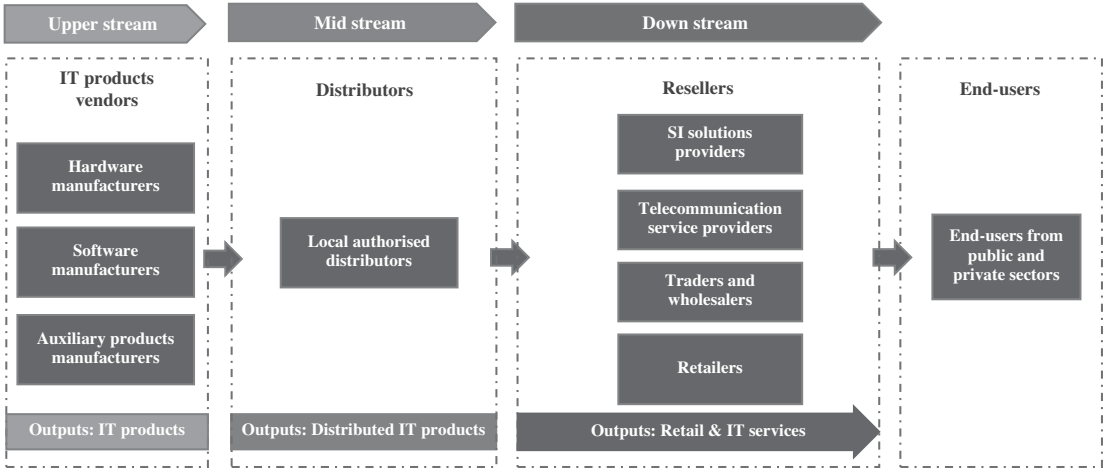 Upper stream
Mid stream
Down stream
IT products
vendors
Hardware
manufacturers
Software
manufacturers
Auxiliary products
manufacturers
Outputs: IT products
Distributors
Local authorised
distributors
Outputs: Distributed IT products
Resellers
SI solutions
providers
Telecommunication
service providers
Traders and
wholesalers
Retailers
Outputs: Retail & IT services
End-users
End-users from
public and
private sectors